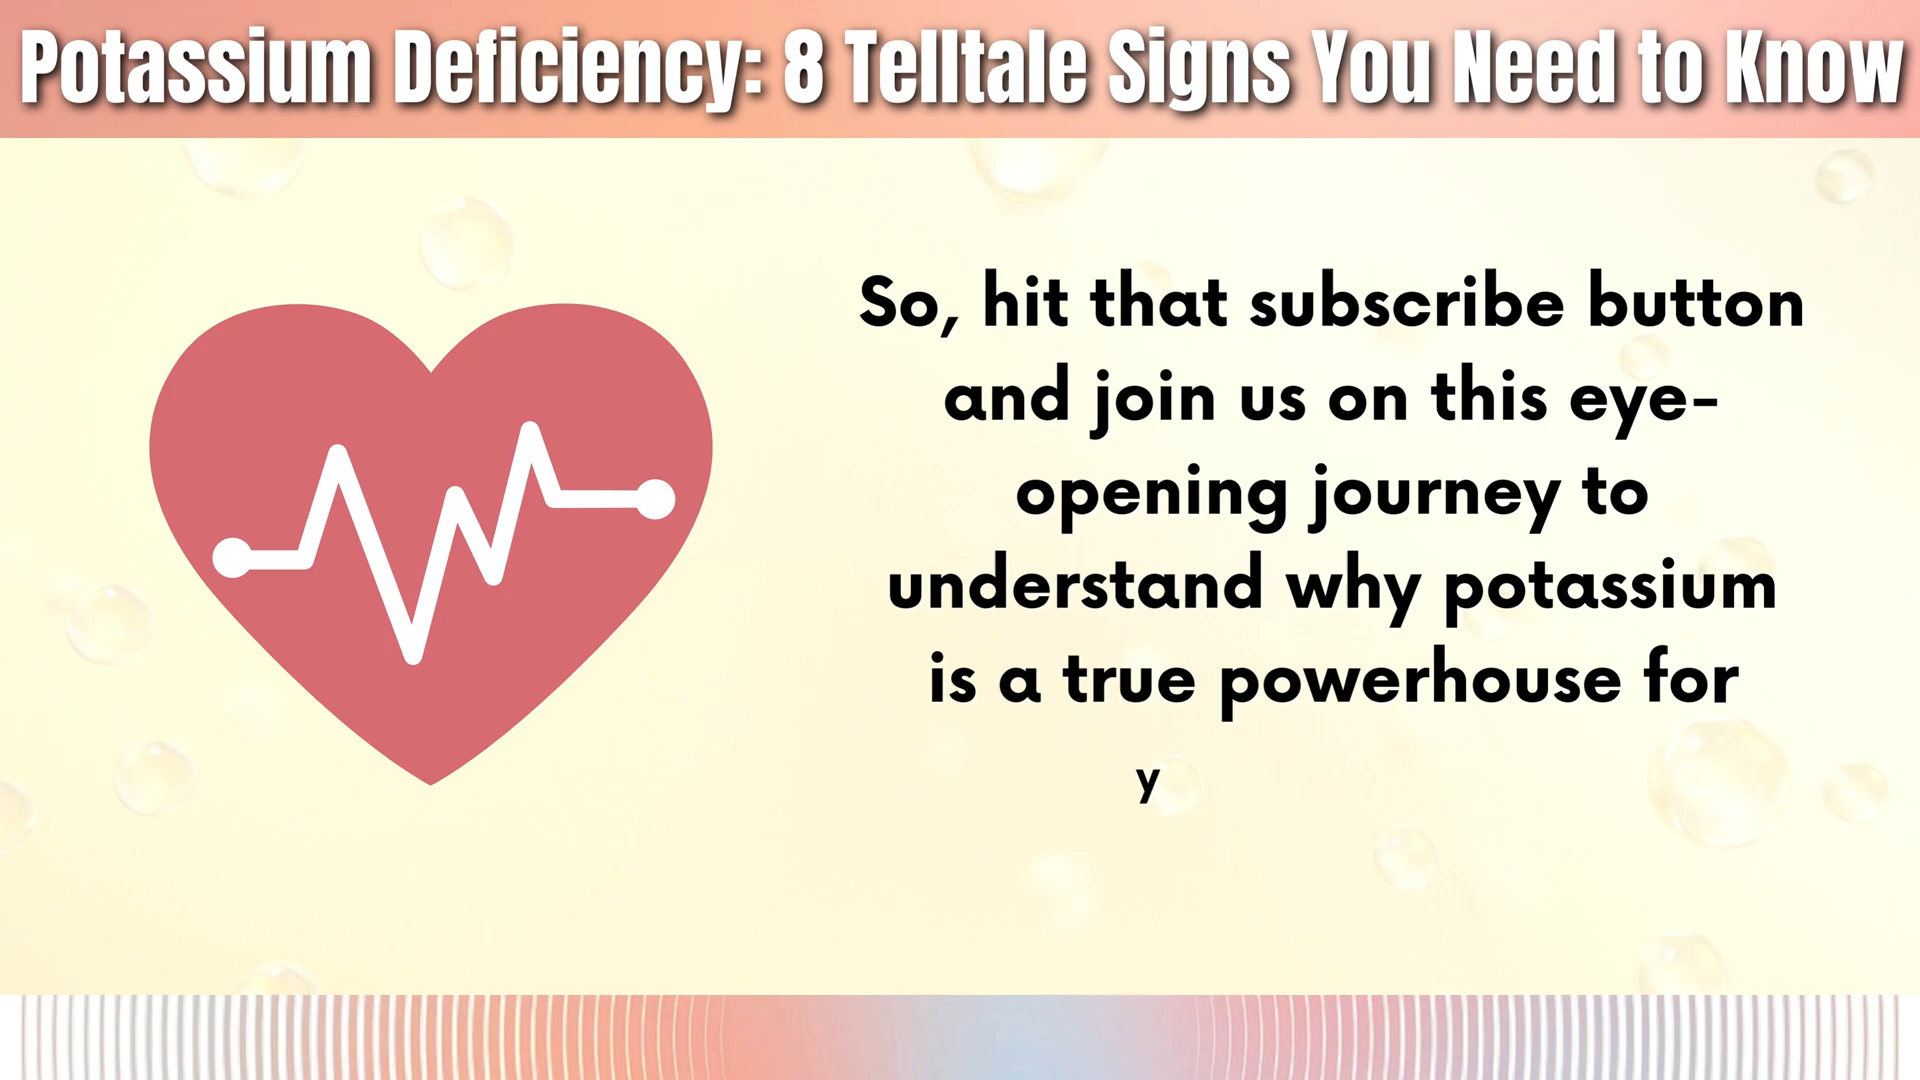 Potassium Deficiency: 8 Telltale Signs You Need to Know
So, hit that subscribe button
and join us on this eye-
opening journey to
understand why potassium
is a true powerhouse for
y